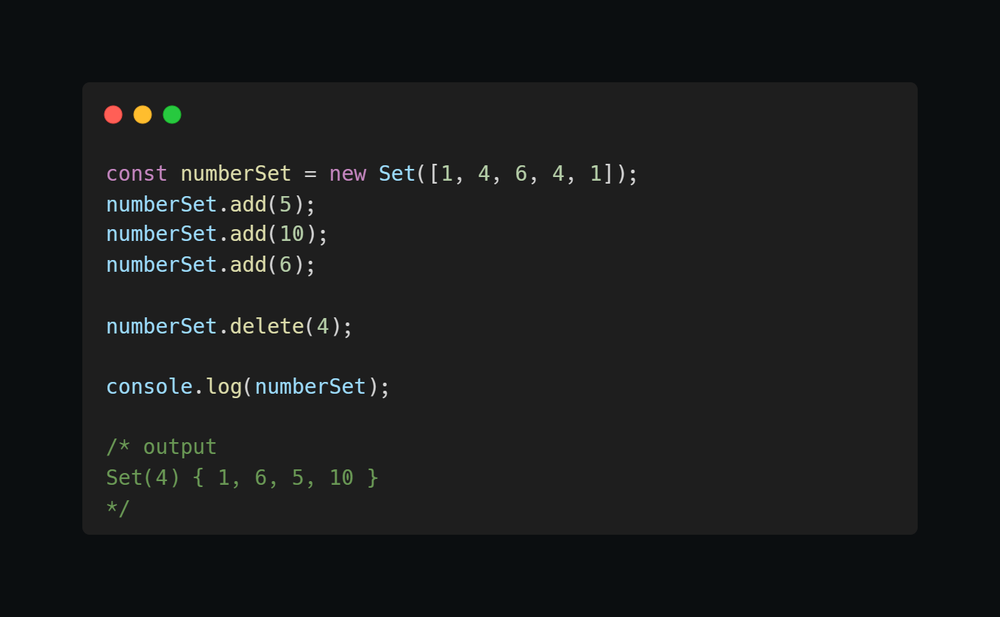 const numberSet = new Set([1, 4, 6, 4, 1]);
numberSet.add(5);
numberSet.add(10);
numberSet.add(6);
numberSet.delete(4);
console.log(numberSet);
/* output
Set(4) { 1, 6, 5, 10 }
*/